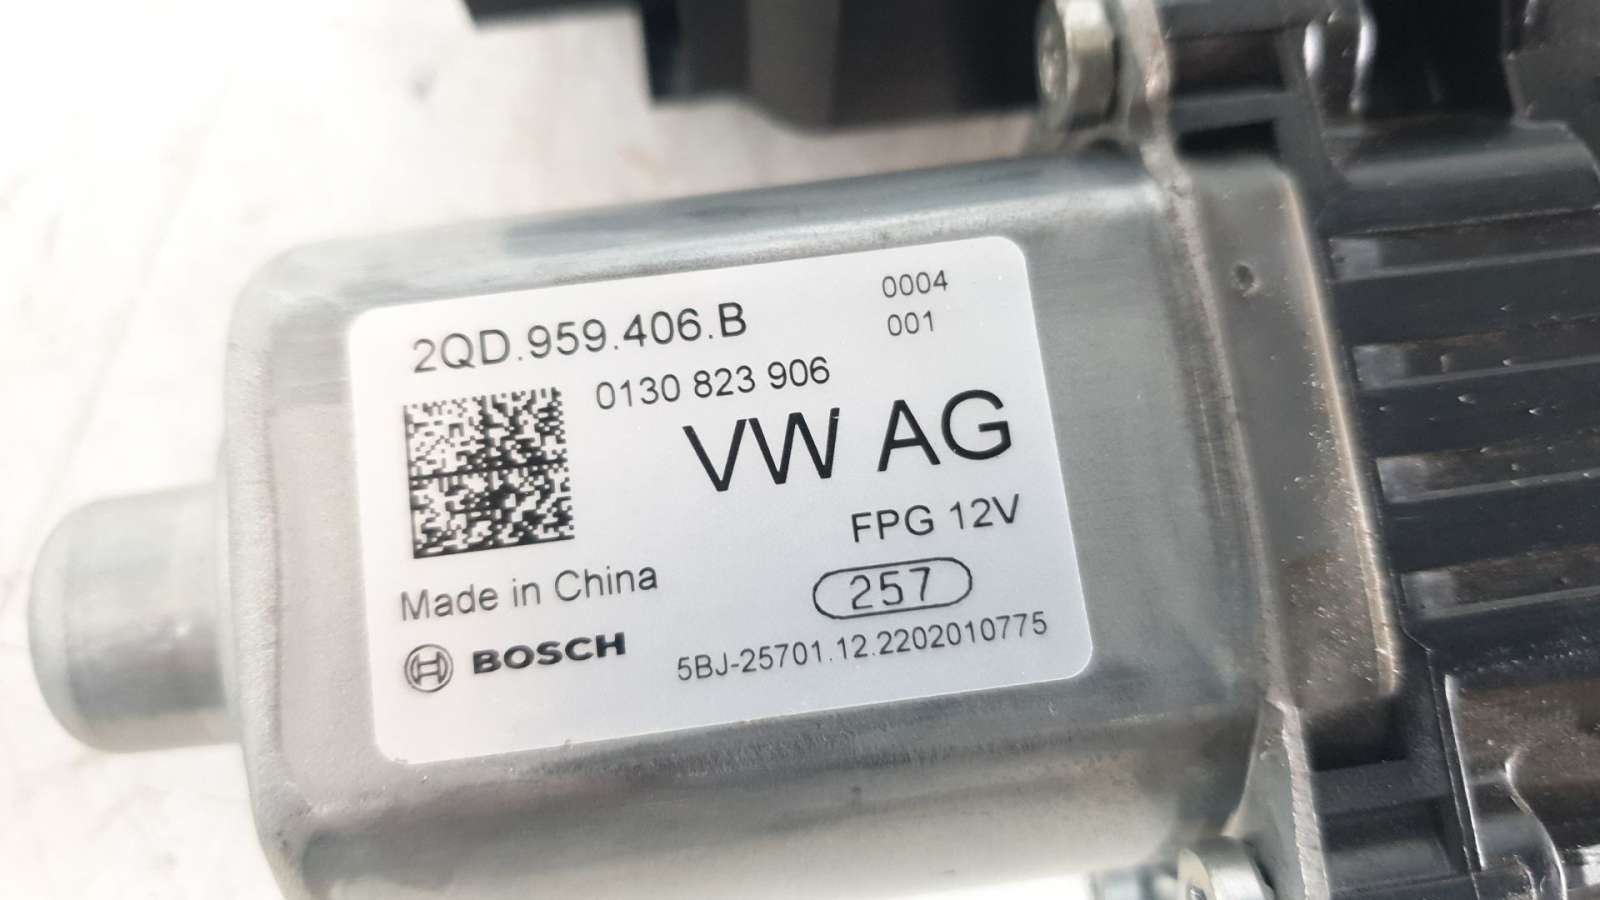 2QD.959.406.B
0004
001
0130 823 906
VW AG
FPG 12V
257
Made in China
BOSCH
5BJ-25701.12.2202010775